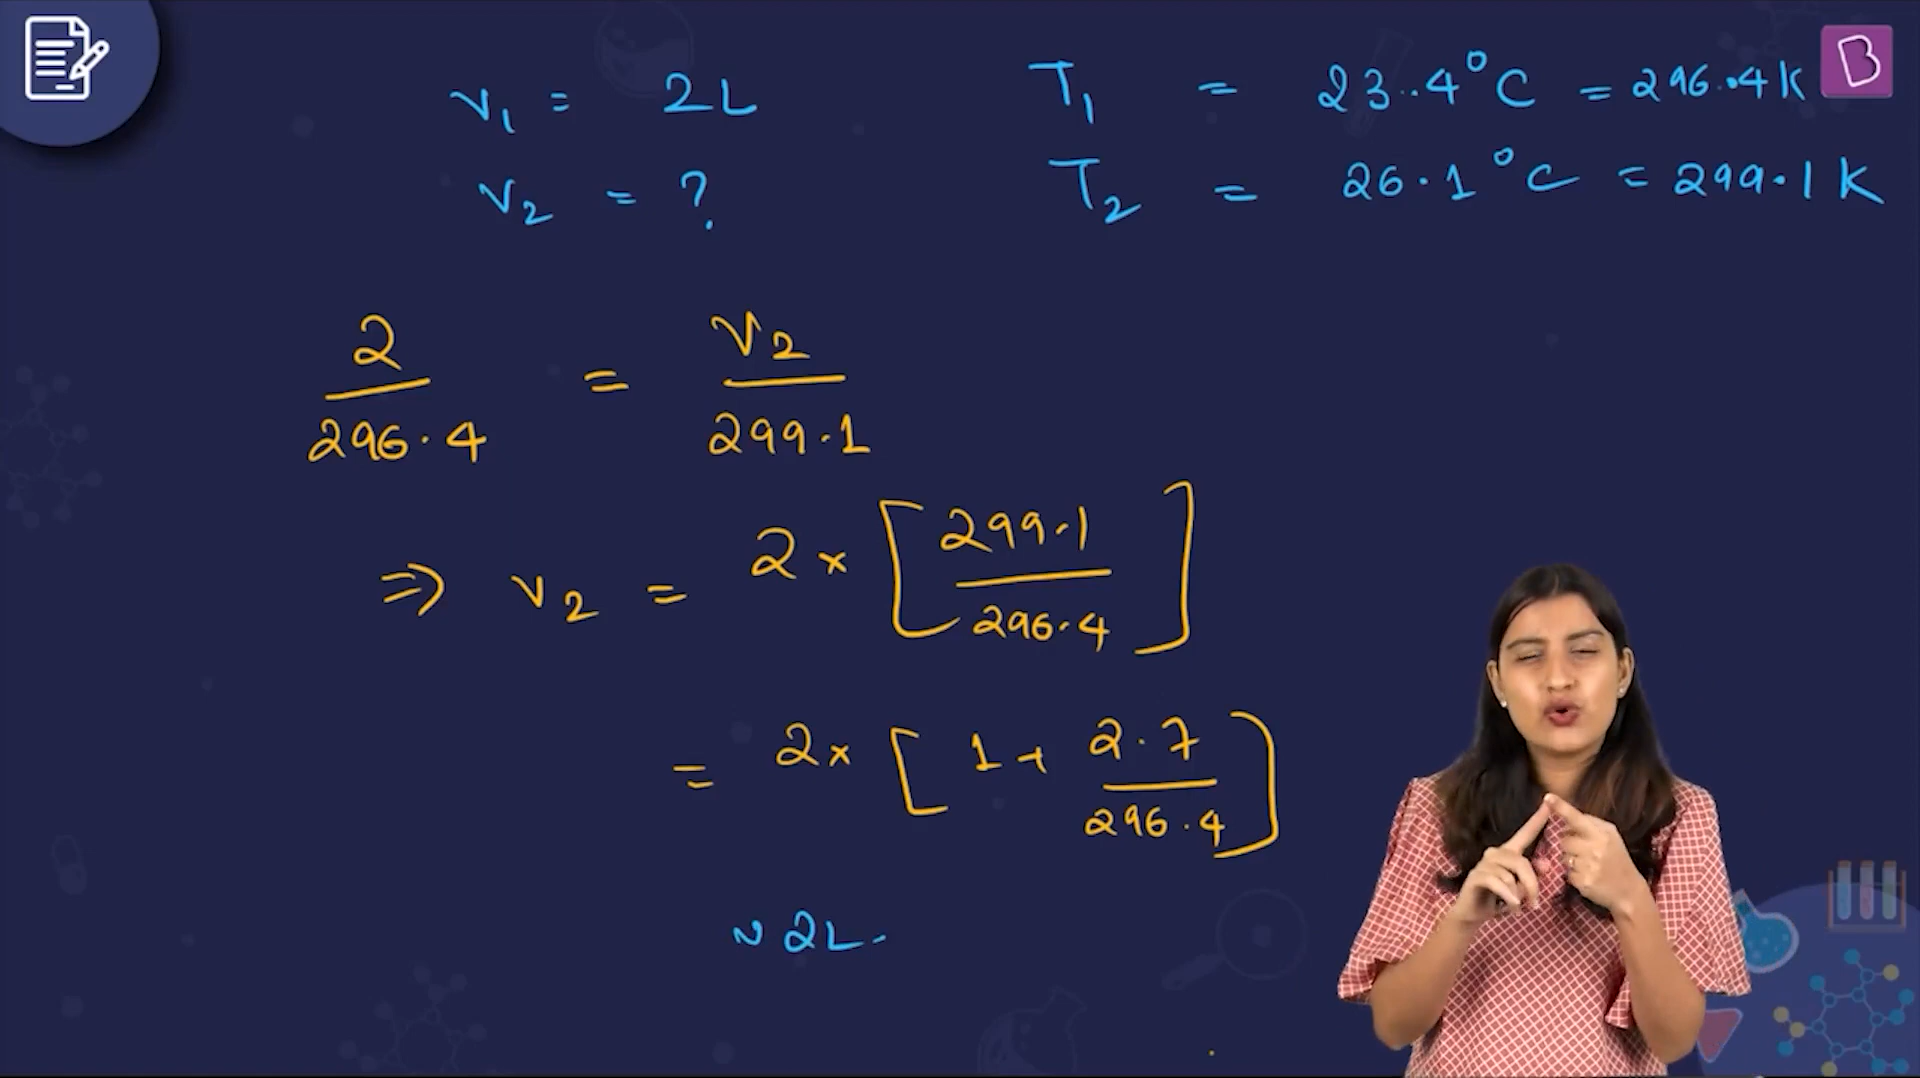 V₁ = 2L T₁ = 23.4°C = 296.4K
V₂ = ? T₂ = 26.1°C = 299.1K
2/296.4 = V₂/299.1
⇒ V₂ = 2 × [299.1/296.4]
= 2 × [1 + 2.7/296.4]
~ 2L.
B